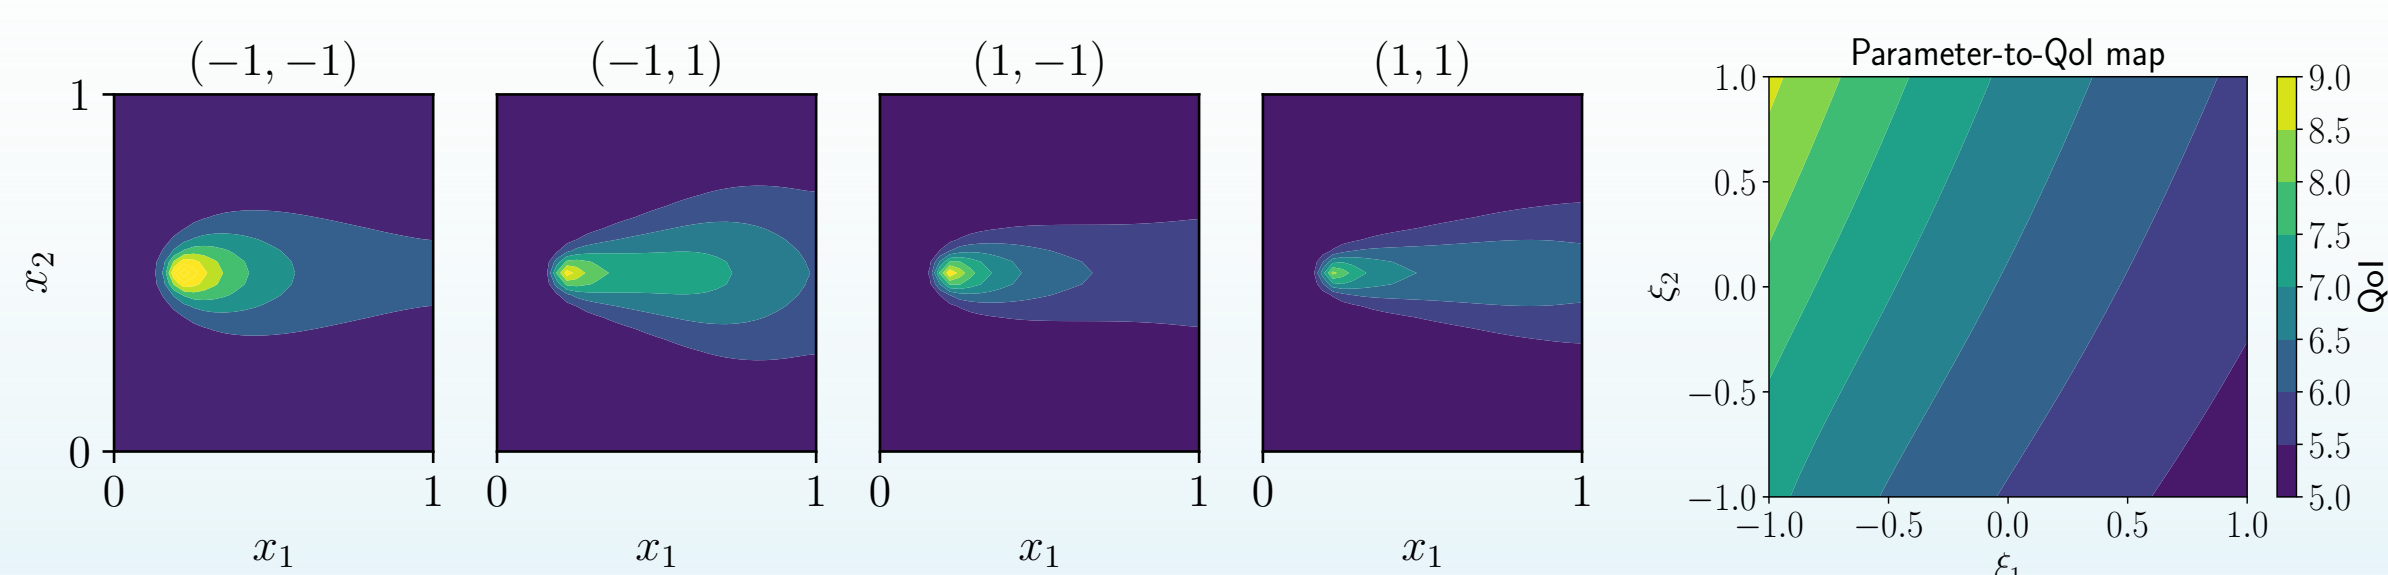 (−1, −1)
(−1, 1)
(1, −1)
(1, 1)
1
0
x₂
0 1
0 1
0 1
0 1
x₁
x₁
x₁
x₁
Parameter-to-QoI map
1.0
0.5
0.0
−0.5
−1.0
ξ₂
−1.0 −0.5 0.0 0.5 1.0
ξ₁
9.0
8.5
8.0
7.5
7.0
6.5
6.0
5.5
5.0
QoI